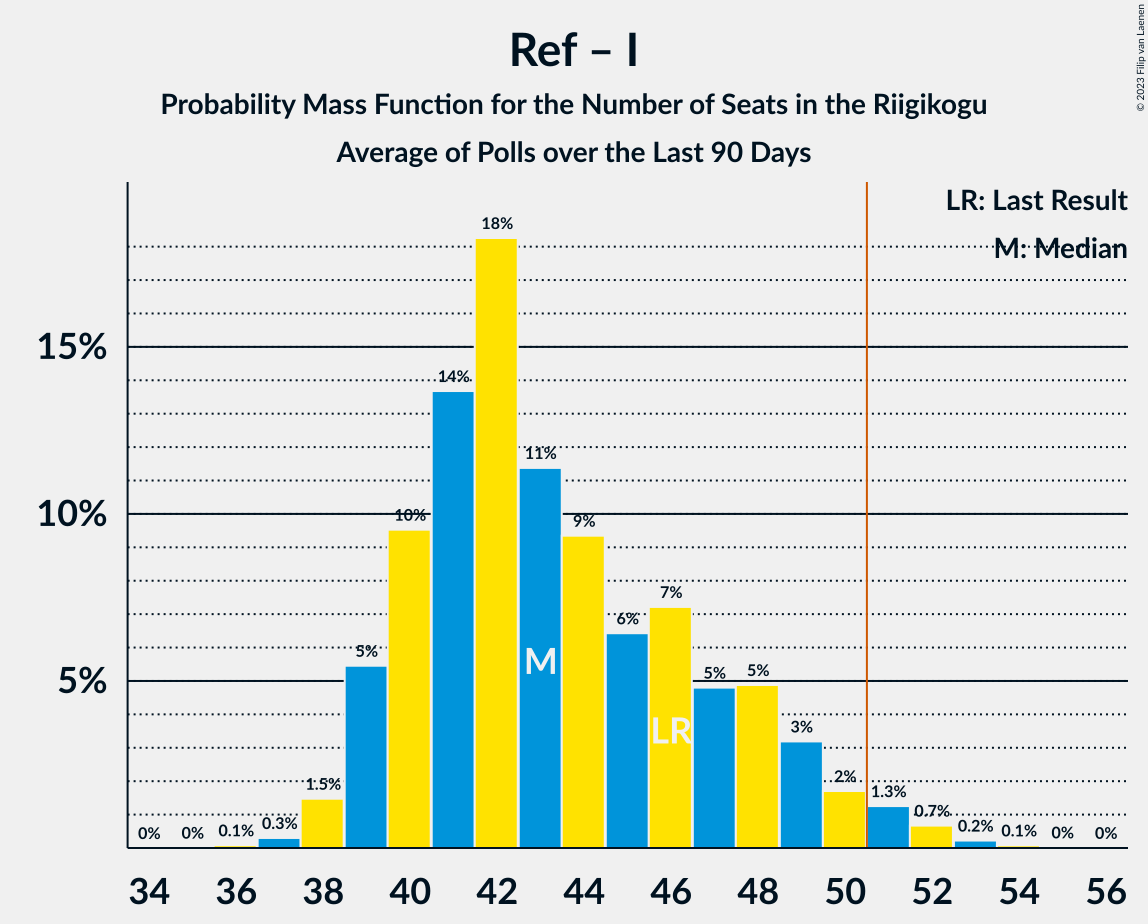 Ref – I
Probability Mass Function for the Number of Seats in the Riigikogu
Average of Polls over the Last 90 Days
© 2023 Filip van Laenen
LR: Last Result
M: Median
15%
10%
5%
0%
0%
0.1%
0.3%
1.5%
5%
10%
14%
18%
11%
9%
6%
7%
5%
5%
3%
2%
1.3%
0.7%
0.2%
0.1%
0%
0%
M
LR
34 36 38 40 42 44 46 48 50 52 54 56